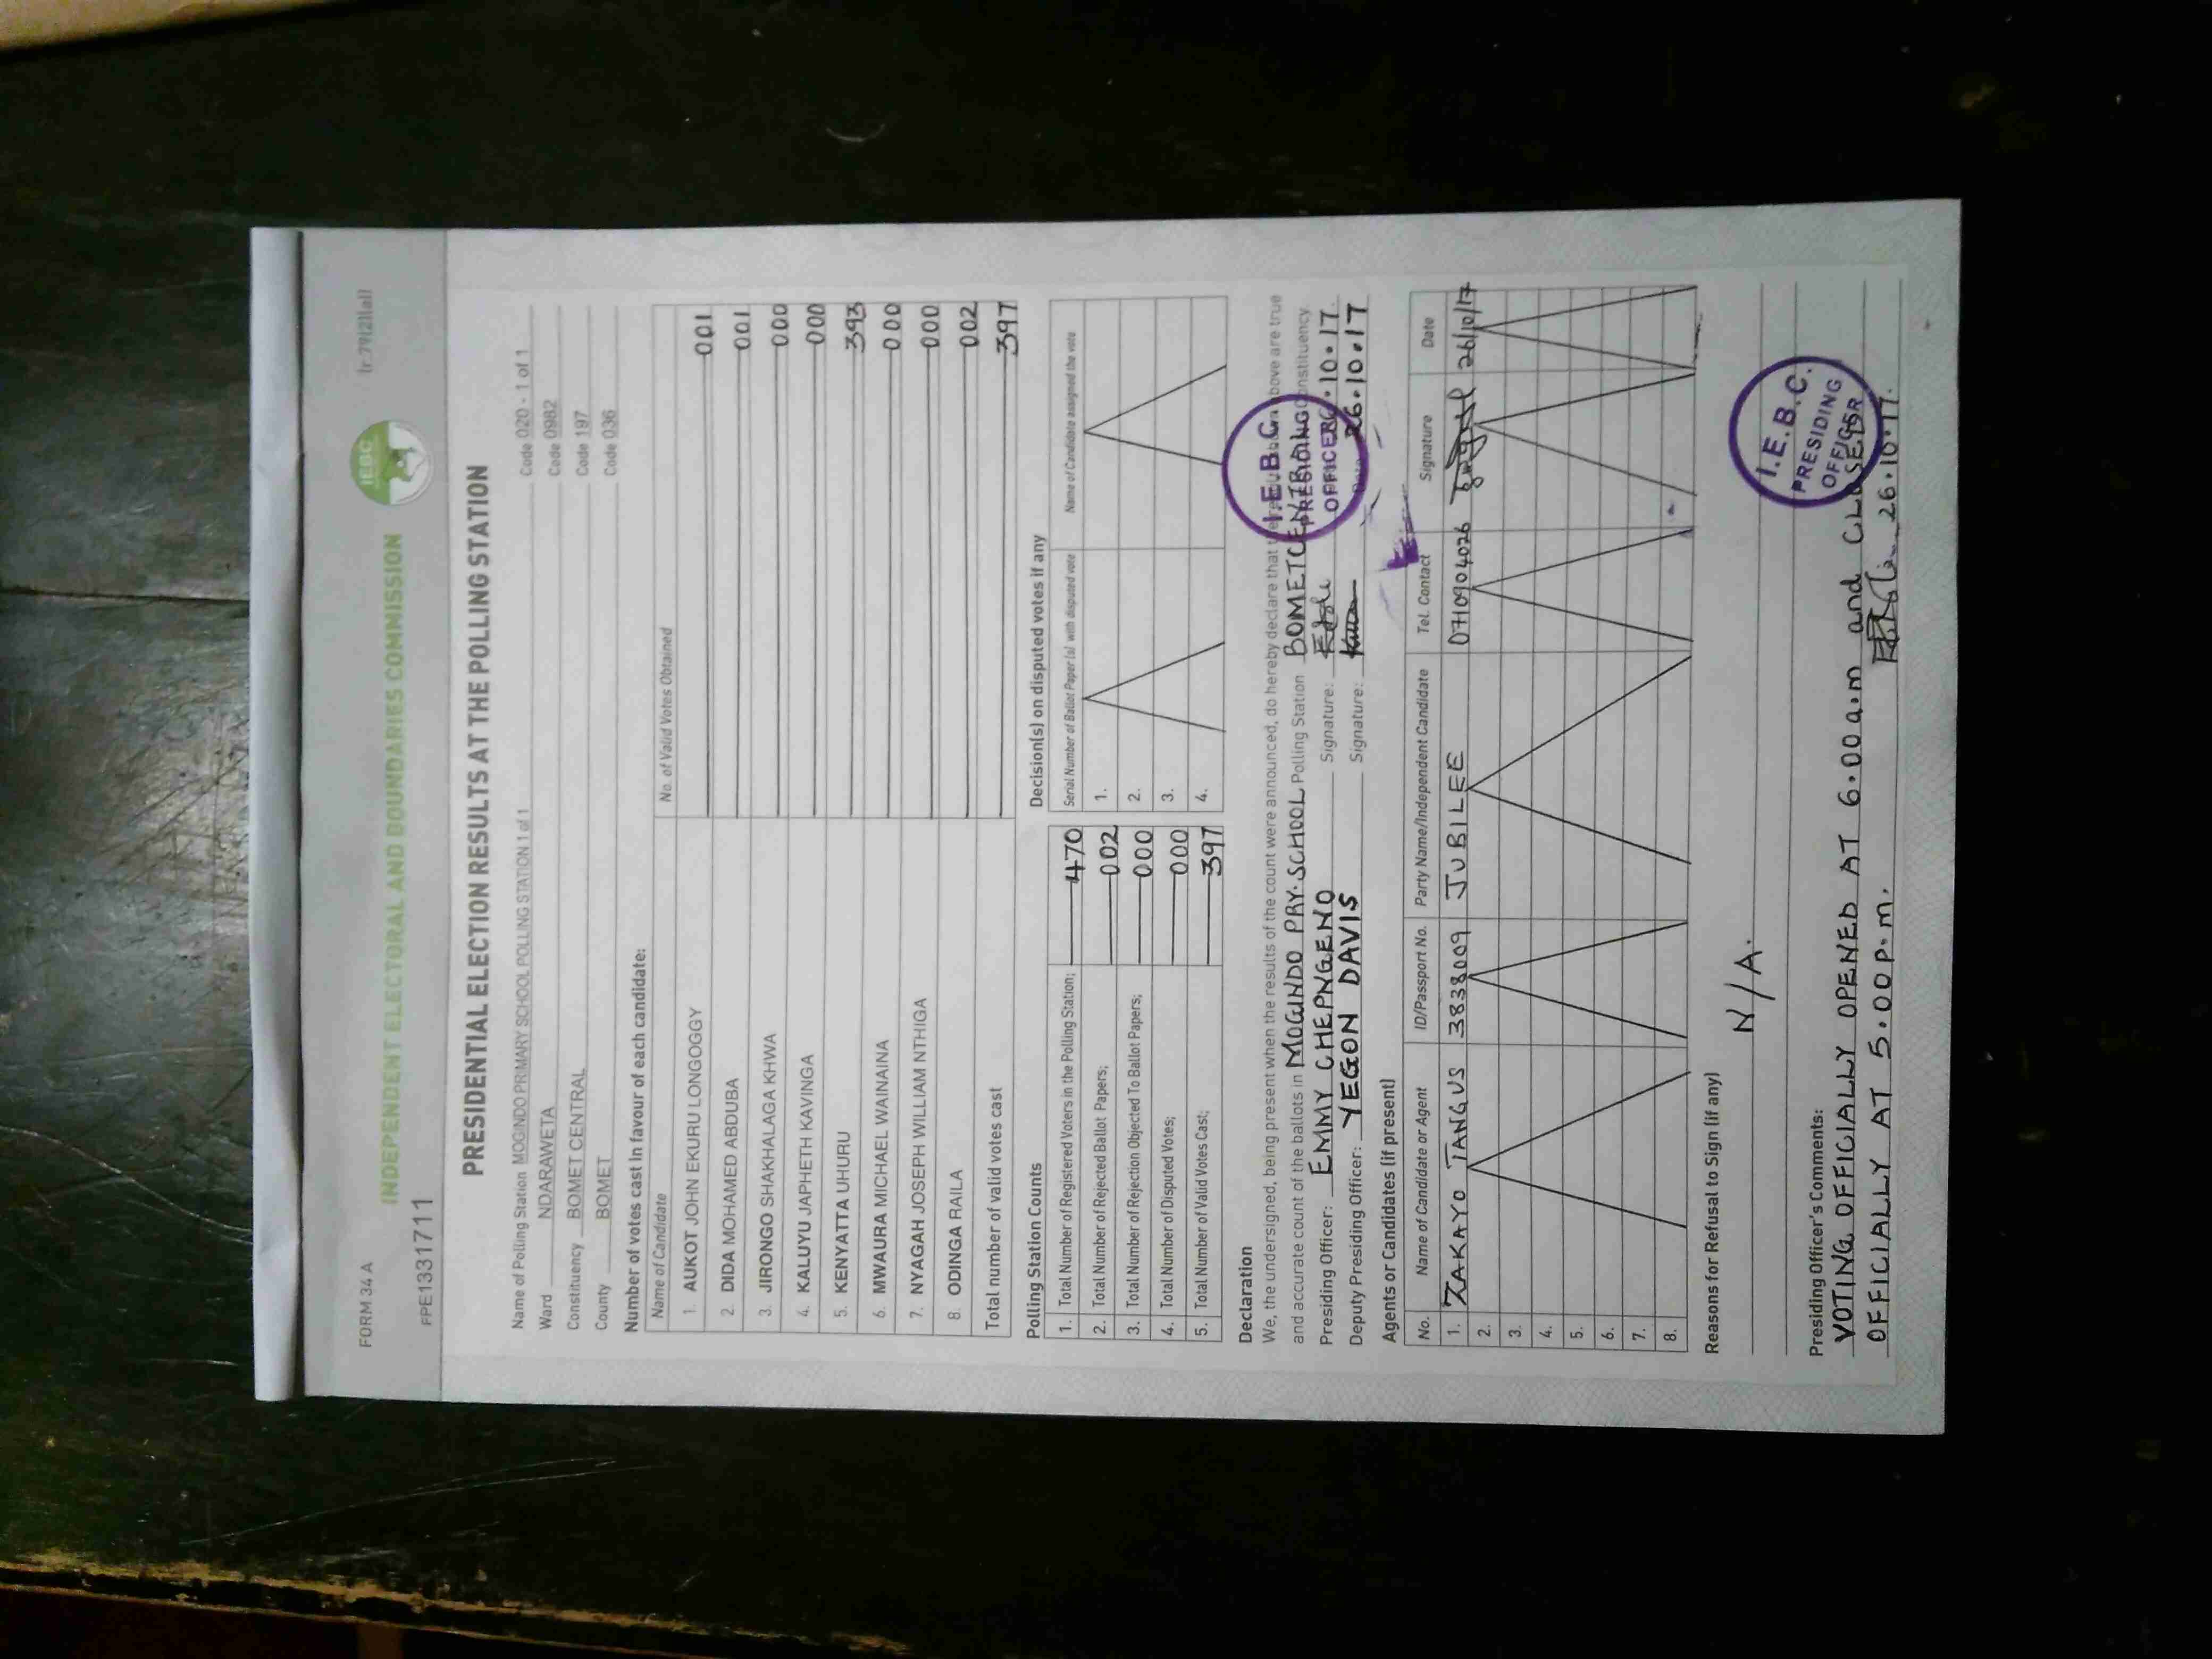 FORM 34 A
r. 79(2)(a)
INDEPENDENT ELECTORAL AND BOUNDARIES COMMISSION
IEBC
FPE1331711
PRESIDENTIAL ELECTION RESULTS AT THE POLLING STATION
Name of Polling Station MOGINDO PRIMARY SCHOOL POLLING STATION 1 of 1 Code 020 - 1 of 1
Ward NDARAWETA Code 0982
Constituency BOMET CENTRAL Code 197
County BOMET Code 036
Number of votes cast in favour of each candidate:
Name of Candidate No. of Valid Votes Obtained
1. AUKOT JOHN EKURU LONGOGGY 001
2. DIDA MOHAMED ABDUBA 001
3. JIRONGO SHAKHALAGA KHWA 000
4. KALUYU JAPHETH KAVINGA 000
5. KENYATTA UHURU 393
6. MWAURA MICHAEL WAINAINA 000
7. NYAGAH JOSEPH WILLIAM NTHIGA 000
8. ODINGA RAILA 002
Total number of valid votes cast 397
Polling Station Counts
1. Total Number of Registered Voters in the Polling Station; 470
2. Total Number of Rejected Ballot Papers; 002
3. Total Number of Rejection Objected To Ballot Papers; 000
4. Total Number of Disputed Votes; 000
5. Total Number of Valid Votes Cast; 397
Decision(s) on disputed votes if any
Serial Number of Ballot Paper (s) with disputed vote Name of Candidate assigned the vote
1.
2.
3.
4.
Declaration
We, the undersigned, being present when the results of the count were announced, do hereby declare that the results shown above are true
and accurate count of the ballots in MOGINDO PRY. SCHOOL Polling Station BOMET CENTRAL Constituency
Presiding Officer: EMMY CHEPNGENO Signature: 26.10.17
Deputy Presiding Officer: YEGON DAVIS Signature: Date 26.10.17
I.E.B.C.
PRESIDING
OFFICER
Agents or Candidates (if present)
No. Name of Candidate or Agent ID/Passport No. Party Name/Independent Candidate Tel. Contact Signature Date
1. ZAKAYO TANGUS 3838009 JUBILEE 0710904026 26/10/17
2.
3.
4.
5.
6.
7.
8.
Reasons for Refusal to Sign (if any)
N/A.
Presiding Officer's Comments:
VOTING OFFICIALLY OPENED AT 6.00 a.m and CLOSED
OFFICIALLY AT 5.00 p.m. 26.10.17.
I.E.B.C.
PRESIDING
OFFICER